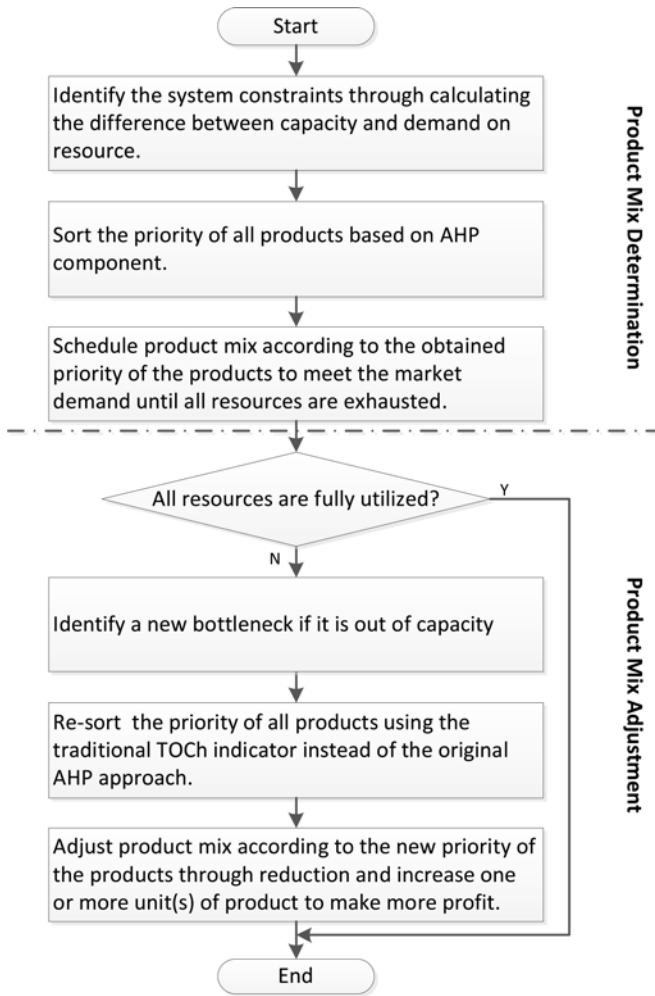 Start
Identify the system constraints through calculating
the difference between capacity and demand on
resource.
Sort the priority of all products based on AHP
component.
Schedule product mix according to the obtained
priority of the products to meet the market
demand until all resources are exhausted.
Product Mix Determination
All resources are fully utilized?
Y
N
Identify a new bottleneck if it is out of capacity
Re-sort  the priority of all products using the
traditional TOCh indicator instead of the original
AHP approach.
Adjust product mix according to the new priority of
the products through reduction and increase one
or more unit(s) of product to make more profit.
Product Mix Adjustment
End